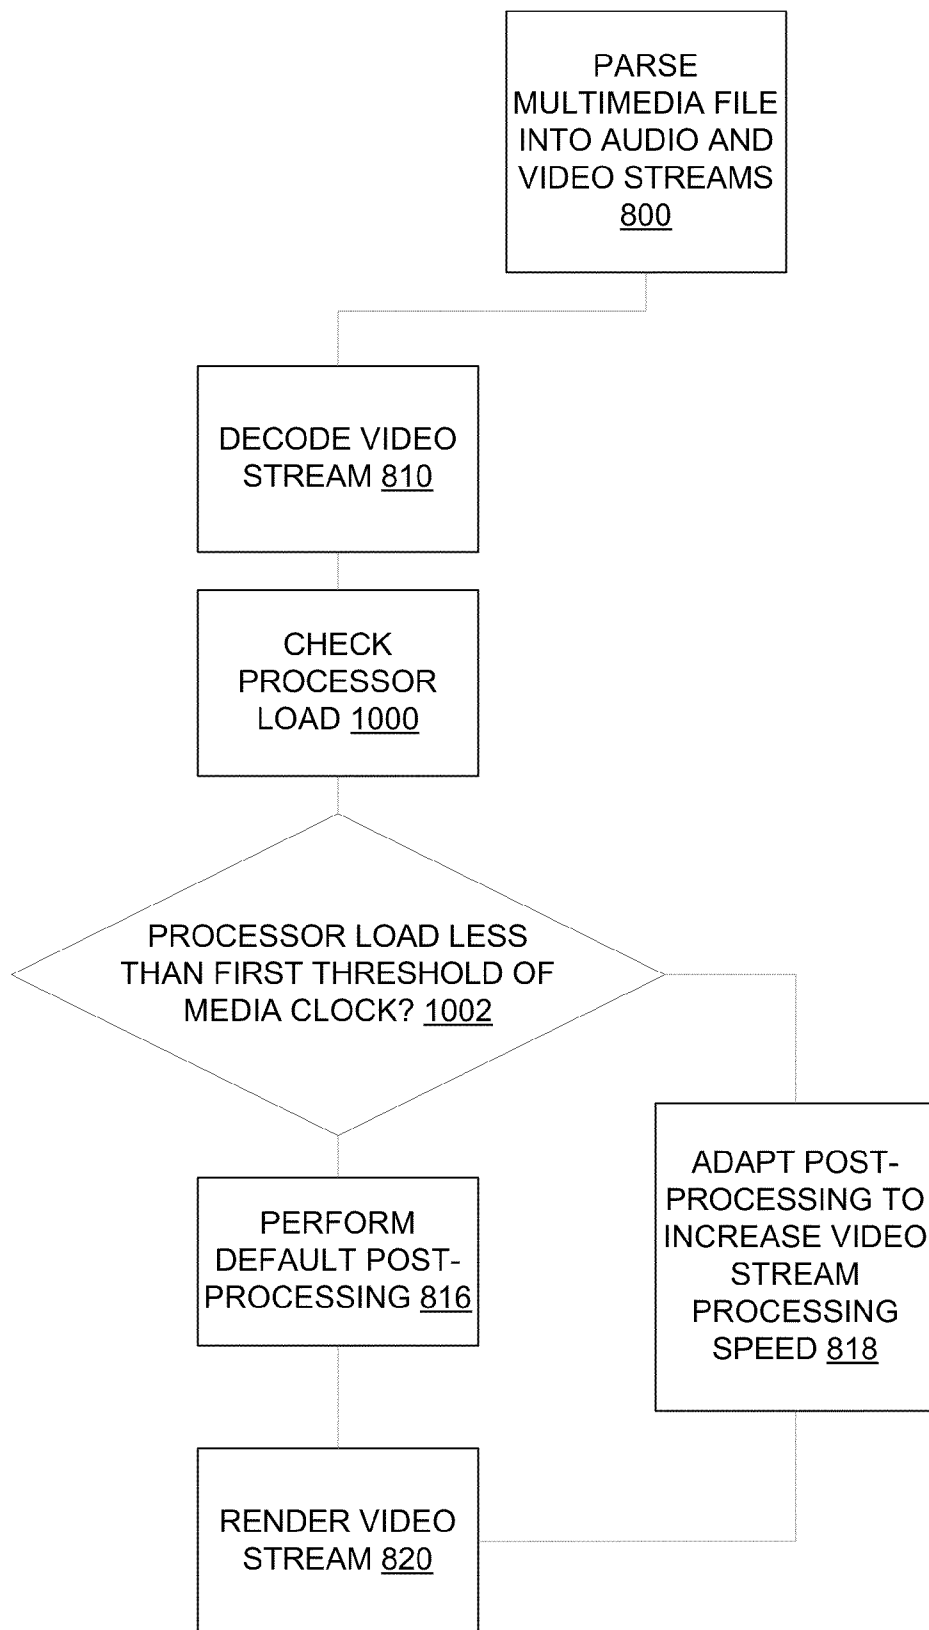 PARSE
MULTIMEDIA FILE
INTO AUDIO AND
VIDEO STREAMS
800
DECODE VIDEO
STREAM 810
CHECK
PROCESSOR
LOAD 1000
PROCESSOR LOAD LESS
THAN FIRST THRESHOLD OF
MEDIA CLOCK? 1002
PERFORM
DEFAULT POST-
PROCESSING 816
ADAPT POST-
PROCESSING TO
INCREASE VIDEO
STREAM
PROCESSING
SPEED 818
RENDER VIDEO
STREAM 820